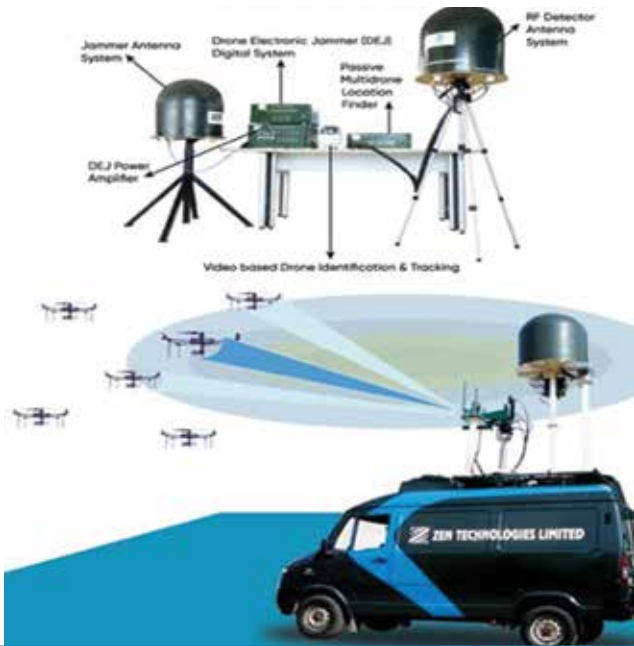 Jammer Antenna
System
Drone Electronic Jammer (DEJ)
Digital System
Passive
Multidrone
Location
Finder
RF Detector
Antenna
System
DEJ Power
Amplifier
Video based Drone Identification & Tracking
ZEN TECHNOLOGIES LIMITED